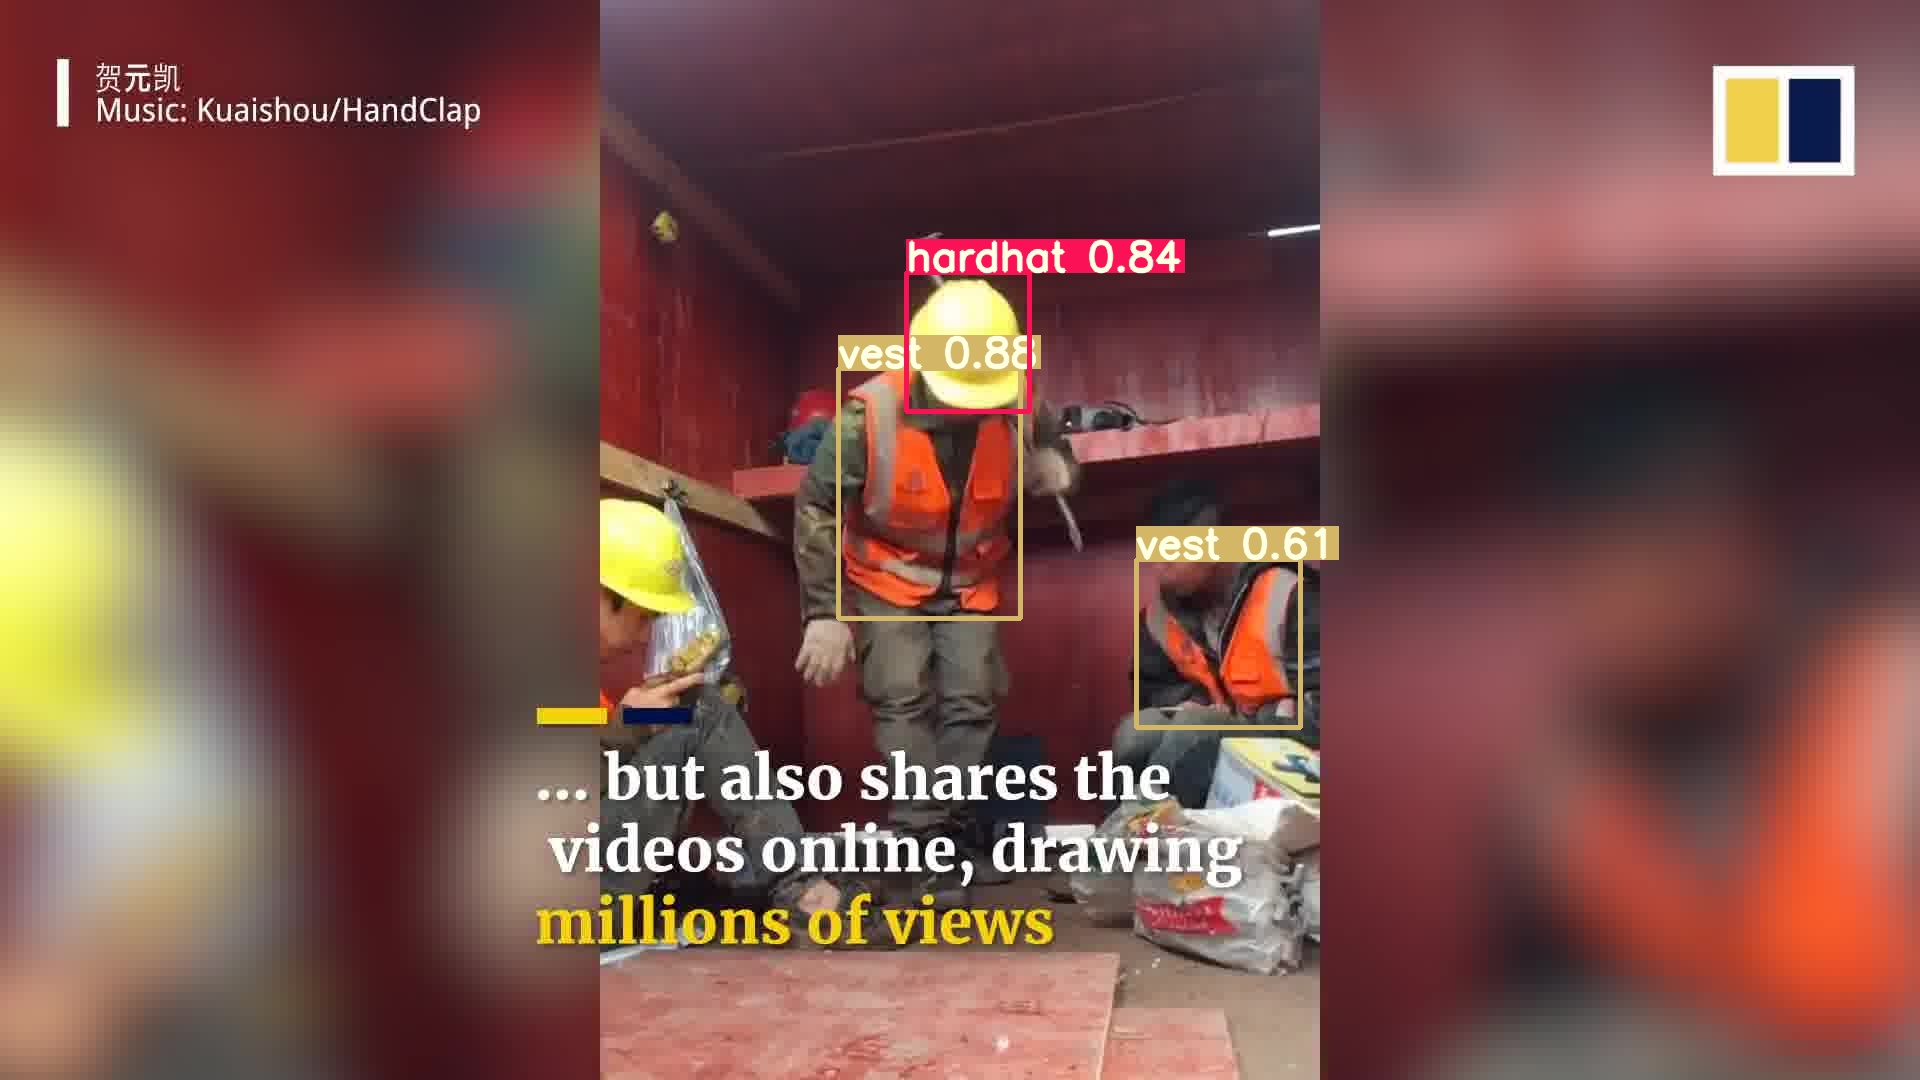 贺元凯
Music: Kuaishou/HandClap
hardhat 0.84
vest 0.88
vest 0.61
... but also shares the
videos online, drawing
millions of views